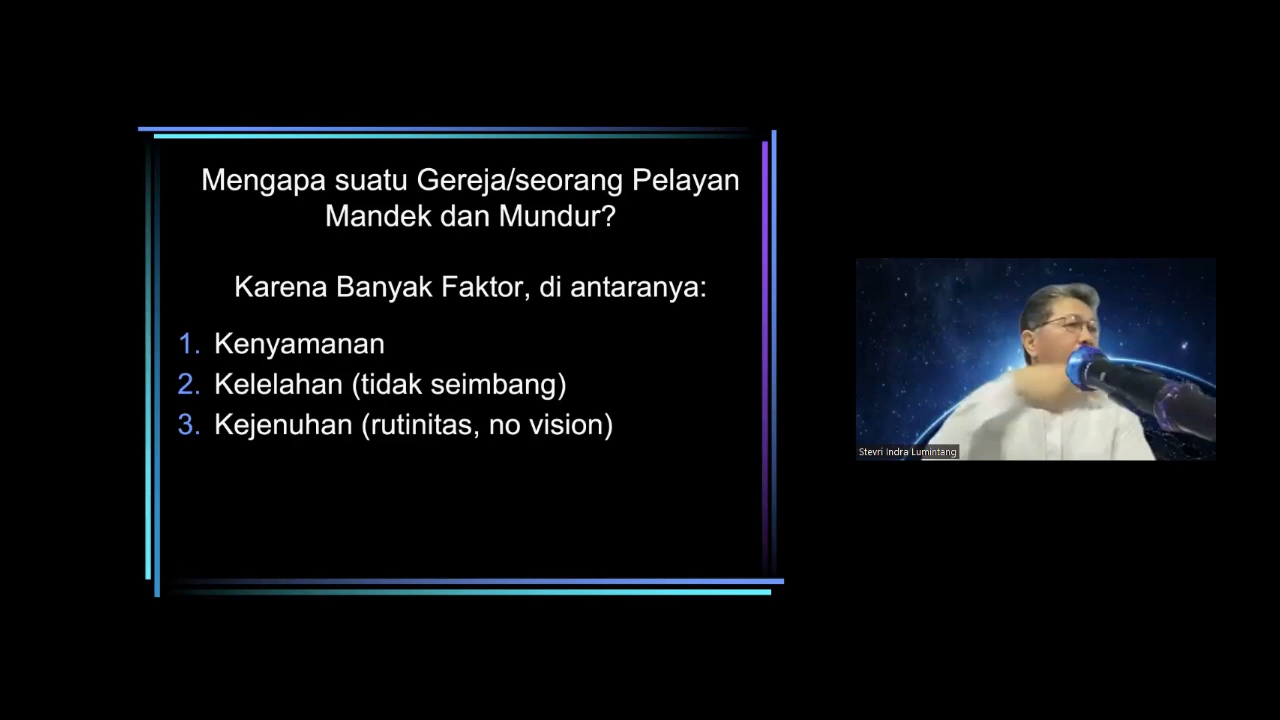 Mengapa suatu Gereja/seorang Pelayan
Mandek dan Mundur?
Karena Banyak Faktor, di antaranya:
1. Kenyamanan
2. Kelelahan (tidak seimbang)
3. Kejenuhan (rutinitas, no vision)
Stevri Indra Lumintang